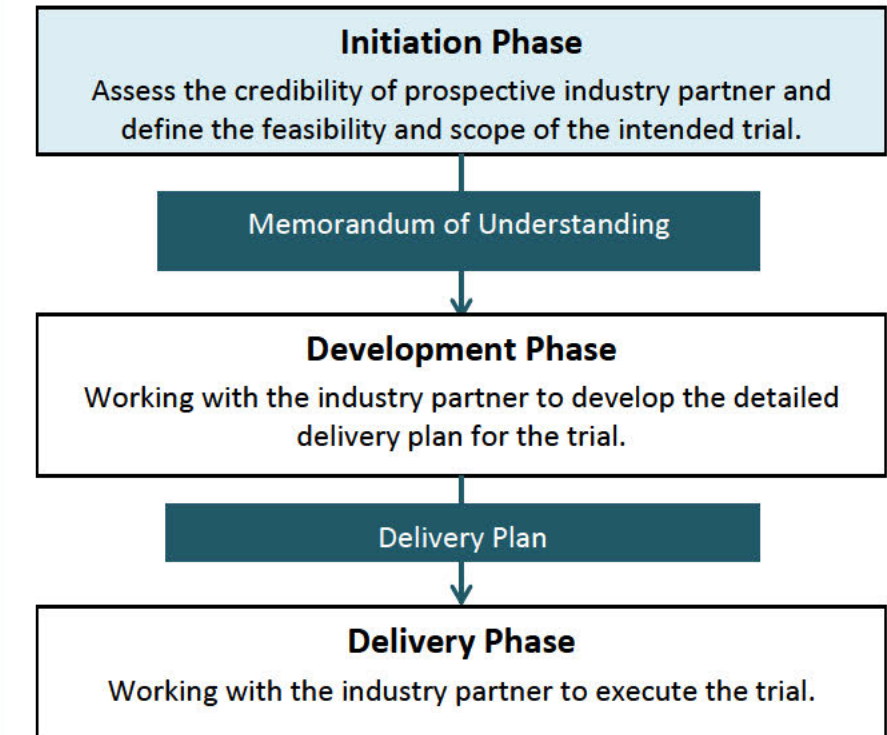 Initiation Phase
Assess the credibility of prospective industry partner and
define the feasibility and scope of the intended trial.
Memorandum of Understanding
Development Phase
Working with the industry partner to develop the detailed
delivery plan for the trial.
Delivery Plan
Delivery Phase
Working with the industry partner to execute the trial.